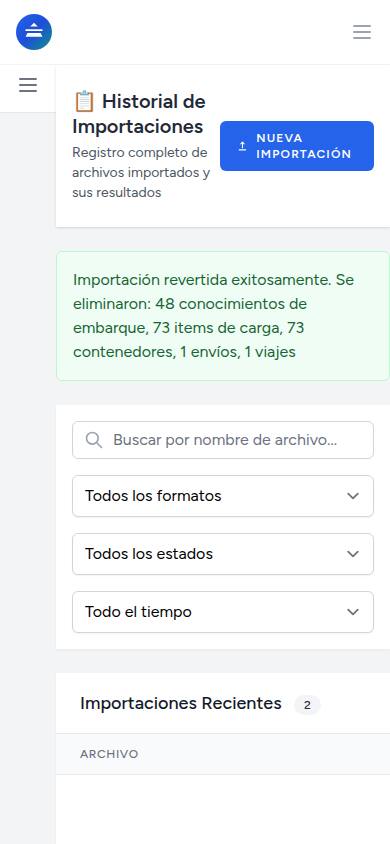 📋 Historial de
Importaciones
Registro completo de
archivos importados y
sus resultados
NUEVA
IMPORTACIÓN
Importación revertida exitosamente. Se
eliminaron: 48 conocimientos de
embarque, 73 items de carga, 73
contenedores, 1 envíos, 1 viajes
Buscar por nombre de archivo...
Todos los formatos
Todos los estados
Todo el tiempo
Importaciones Recientes 2
ARCHIVO